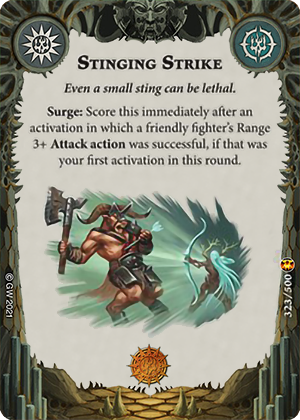 STINGING STRIKE
Even a small sting can be lethal.
Surge: Score this immediately after an
activation in which a friendly fighter's Range
3+ Attack action was successful, if that was
your first activation in this round.
© GW 2021
323/500